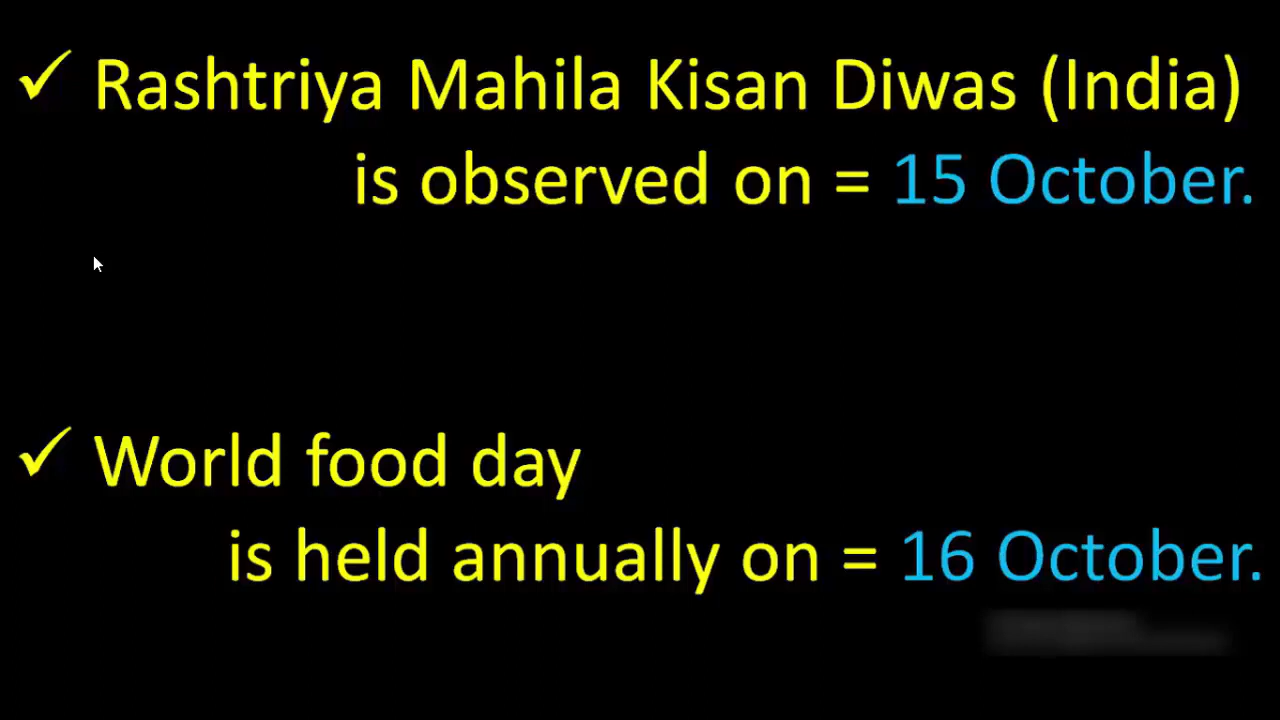 ✓ Rashtriya Mahila Kisan Diwas (India)
is observed on = 15 October.
✓ World food day
is held annually on = 16 October.